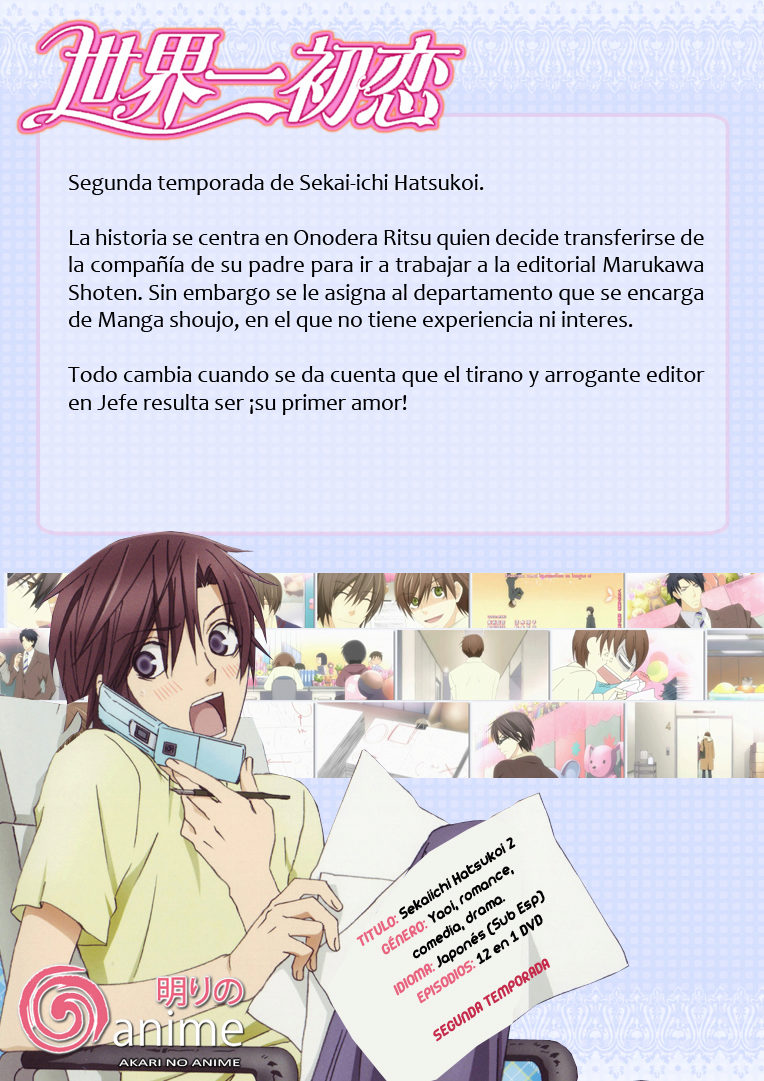 世界一初恋
Segunda temporada de Sekai-ichi Hatsukoi.
La historia se centra en Onodera Ritsu quien decide transferirse de
la compañía de su padre para ir a trabajar a la editorial Marukawa
Shoten. Sin embargo se le asigna al departamento que se encarga
de Manga shoujo, en el que no tiene experiencia ni interes.
Todo cambia cuando se da cuenta que el tirano y arrogante editor
en Jefe resulta ser ¡su primer amor!
TITULO: Sekaiichi Hatsukoi 2
GÉNERO: Yaoi, romance,
comedia, drama.
IDIOMA: Japonés (Sub Esp)
EPISODIOS: 12 en 1 DVD
SEGUNDA TEMPORADA
明りの
anime
AKARI NO ANIME